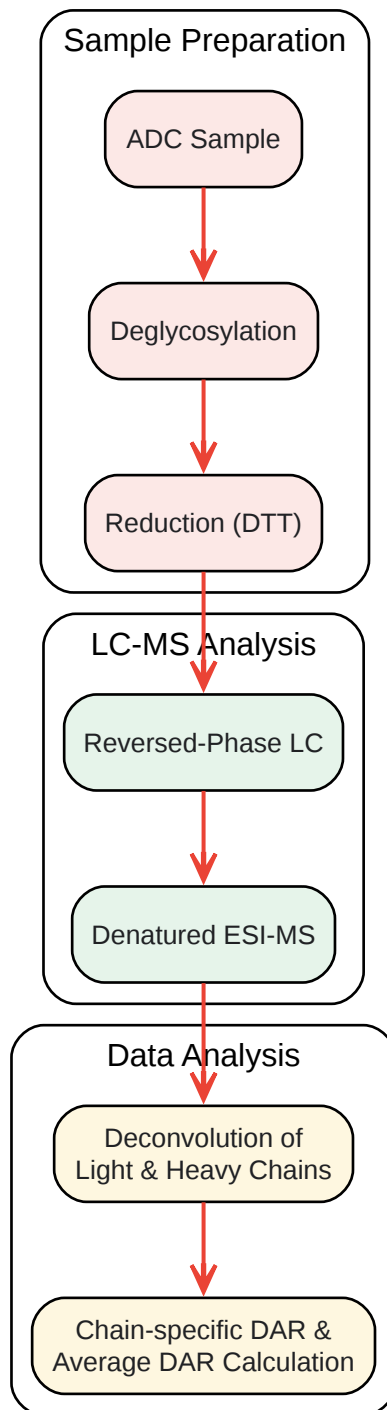 Sample Preparation
ADC Sample
Deglycosylation
Reduction (DTT)
LC-MS Analysis
Reversed-Phase LC
Denatured ESI-MS
Data Analysis
Deconvolution of
Light & Heavy Chains
Chain-specific DAR &
Average DAR Calculation